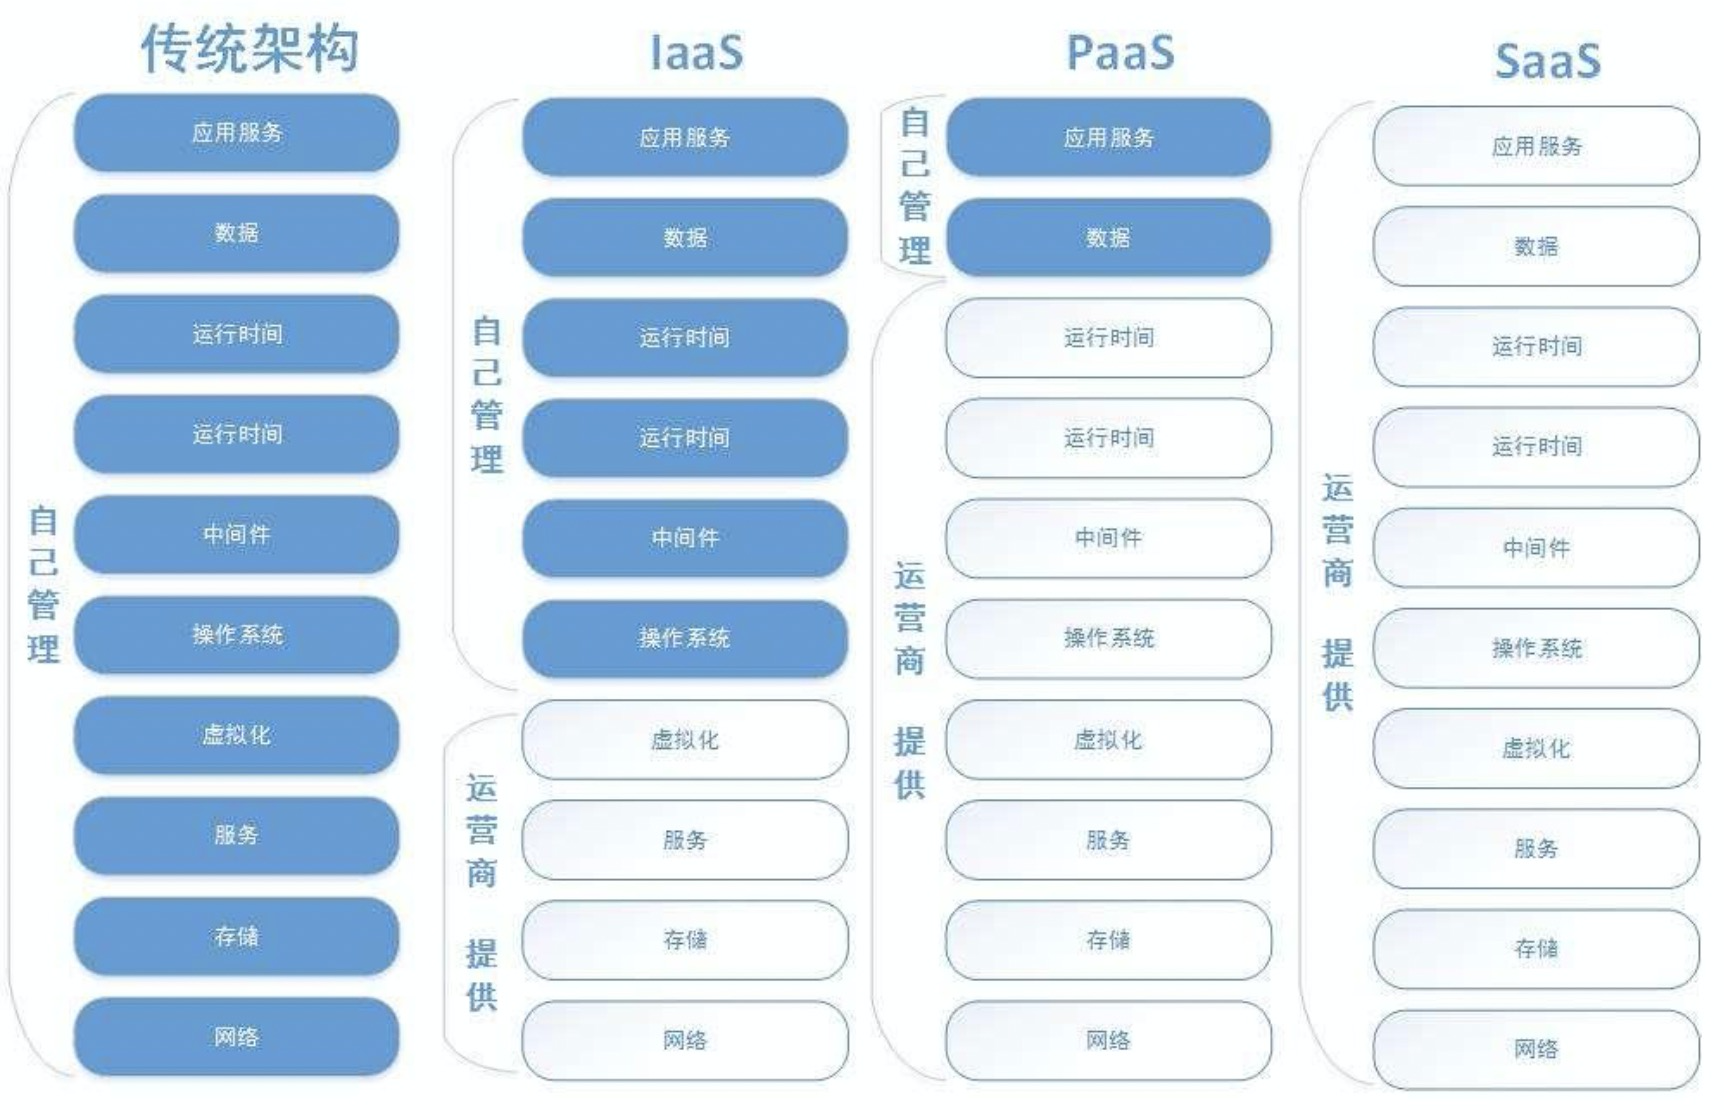 传统架构
自己管理
应用服务
数据
运行时间
运行时间
中间件
操作系统
虚拟化
服务
存储
网络
IaaS
自己管理
应用服务
数据
运行时间
运行时间
中间件
操作系统
运营商 提供
虚拟化
服务
存储
网络
PaaS
自己管理
应用服务
数据
运营商 提供
运行时间
运行时间
中间件
操作系统
虚拟化
服务
存储
网络
SaaS
运营商 提供
应用服务
数据
运行时间
运行时间
中间件
操作系统
虚拟化
服务
存储
网络